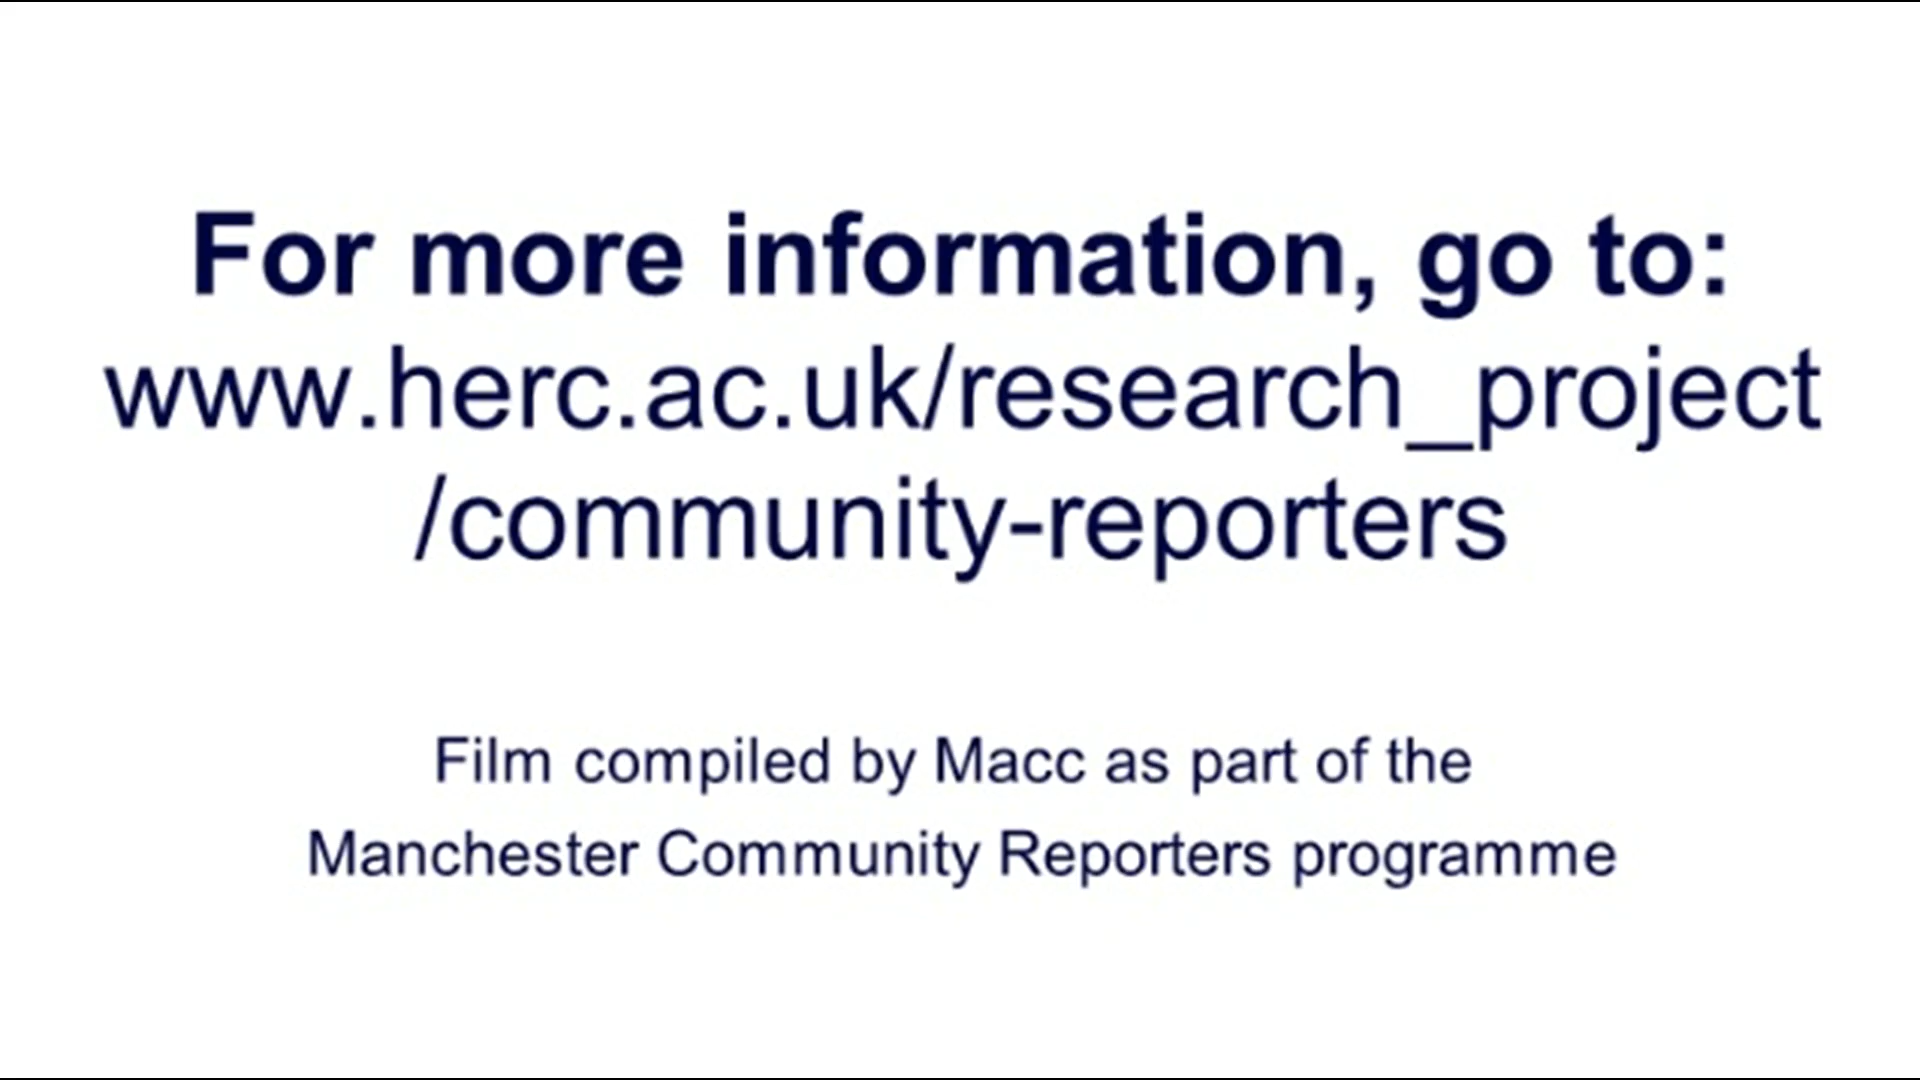 For more information, go to:
www.herc.ac.uk/research_project
/community-reporters
Film compiled by Macc as part of the
Manchester Community Reporters programme